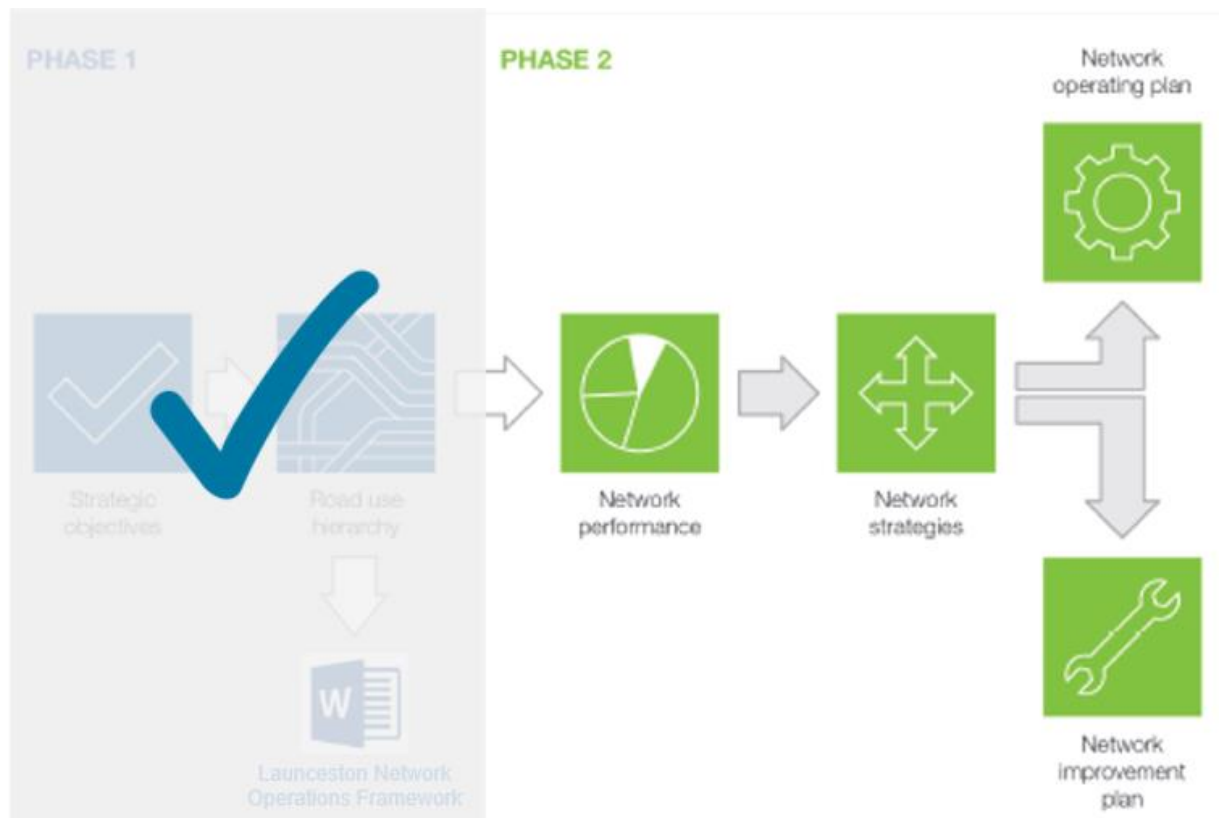 PHASE 1
PHASE 2
Network
operating plan
Strategic
objectives
Road use
hierarchy
Network
performance
Network
strategies
W
Launceston Network
Operations Framework
Network
improvement
plan